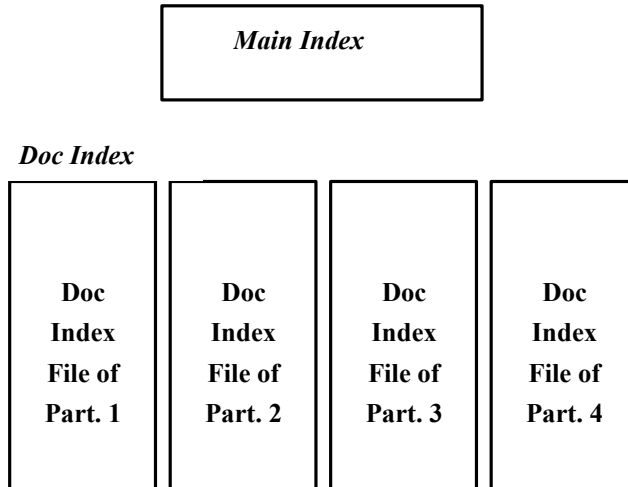 Main Index
Doc Index
Doc
Index
File of
Part. 1
Doc
Index
File of
Part. 2
Doc
Index
File of
Part. 3
Doc
Index
File of
Part. 4